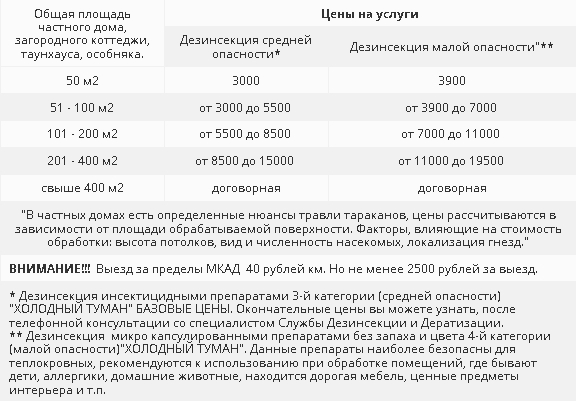 Общая площадь
частного дома,
загородного коттеджи,
таунхауса, особняка.
Цены на услуги
Дезинсекция средней
опасности*
Дезинсекция малой опасности"**
50 м2 3000 3900
51 - 100 м2 от 3000 до 5500 от 3900 до 7000
101 - 200 м2 от 5500 до 8500 от 7000 до 11000
201 - 400 м2 от 8500 до 15000 от 11000 до 19500
свыше 400 м2 договорная договорная
"В частных домах есть определенные нюансы травли тараканов, цены рассчитываются в
зависимости от площади обрабатываемой поверхности. Факторы, влияющие на стоимость
обработки: высота потолков, вид и численность насекомых, локализация гнезд."
ВНИМАНИЕ!!! Выезд за пределы МКАД 40 рублей км. Но не менее 2500 рублей за выезд.
* Дезинсекция инсектицидными препаратами 3-й категории (средней опасности)
"ХОЛОДНЫЙ ТУМАН" БАЗОВЫЕ ЦЕНЫ. Окончательные цены вы можете узнать, после
телефонной консультации со специалистом Службы Дезинсекции и Дератизации.
** Дезинсекция микро капсулированными препаратами без запаха и цвета 4-й категории
(малой опасности)"ХОЛОДНЫЙ ТУМАН". Данные препараты наиболее безопасны для
теплокровных, рекомендуются к использованию при обработке помещений, где бывают
дети, аллергики, домашние животные, находится дорогая мебель, ценные предметы
интерьера и т.п.